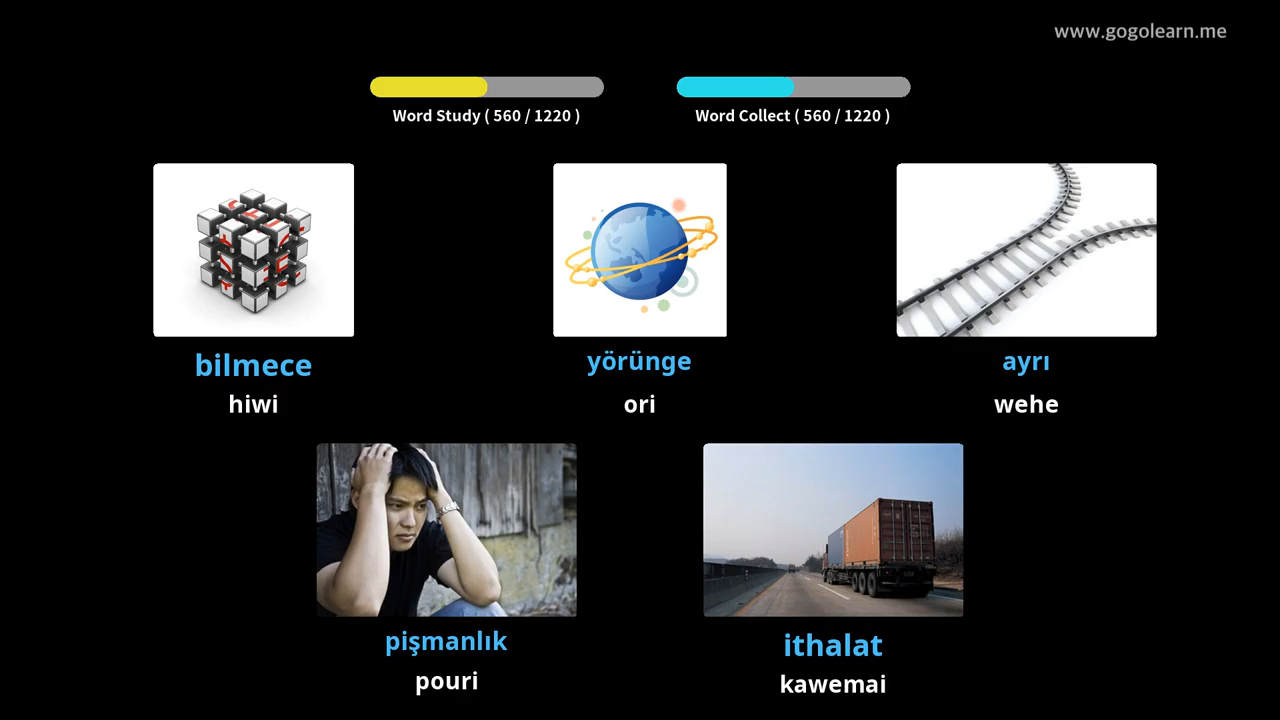 www.gogolearn.me
Word Study ( 560 / 1220 )
Word Collect ( 560 / 1220 )
bilmece
hiwi
yörünge
ori
ayrı
wehe
pişmanlık
pouri
ithalat
kawemai